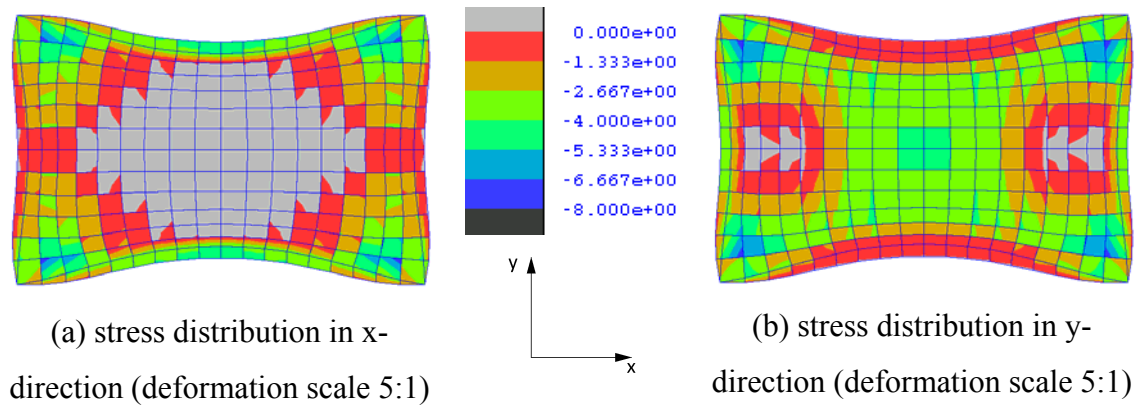 0.000e+00
-1.333e+00
-2.667e+00
-4.000e+00
-5.333e+00
-6.667e+00
-8.000e+00
y
x
(a) stress distribution in x-
direction (deformation scale 5:1)
(b) stress distribution in y-
direction (deformation scale 5:1)